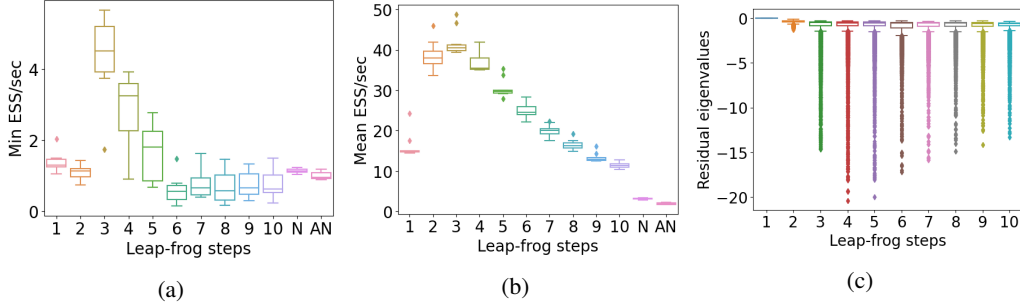 Min ESS/sec
4
2
0
1 2 3 4 5 6 7 8 9 10 N AN
Leap-frog steps
(a)
Mean ESS/sec
50
40
30
20
10
0
1 2 3 4 5 6 7 8 9 10 N AN
Leap-frog steps
(b)
Residual eigenvalues
0
−5
−10
−15
−20
1 2 3 4 5 6 7 8 9 10
Leap-frog steps
(c)